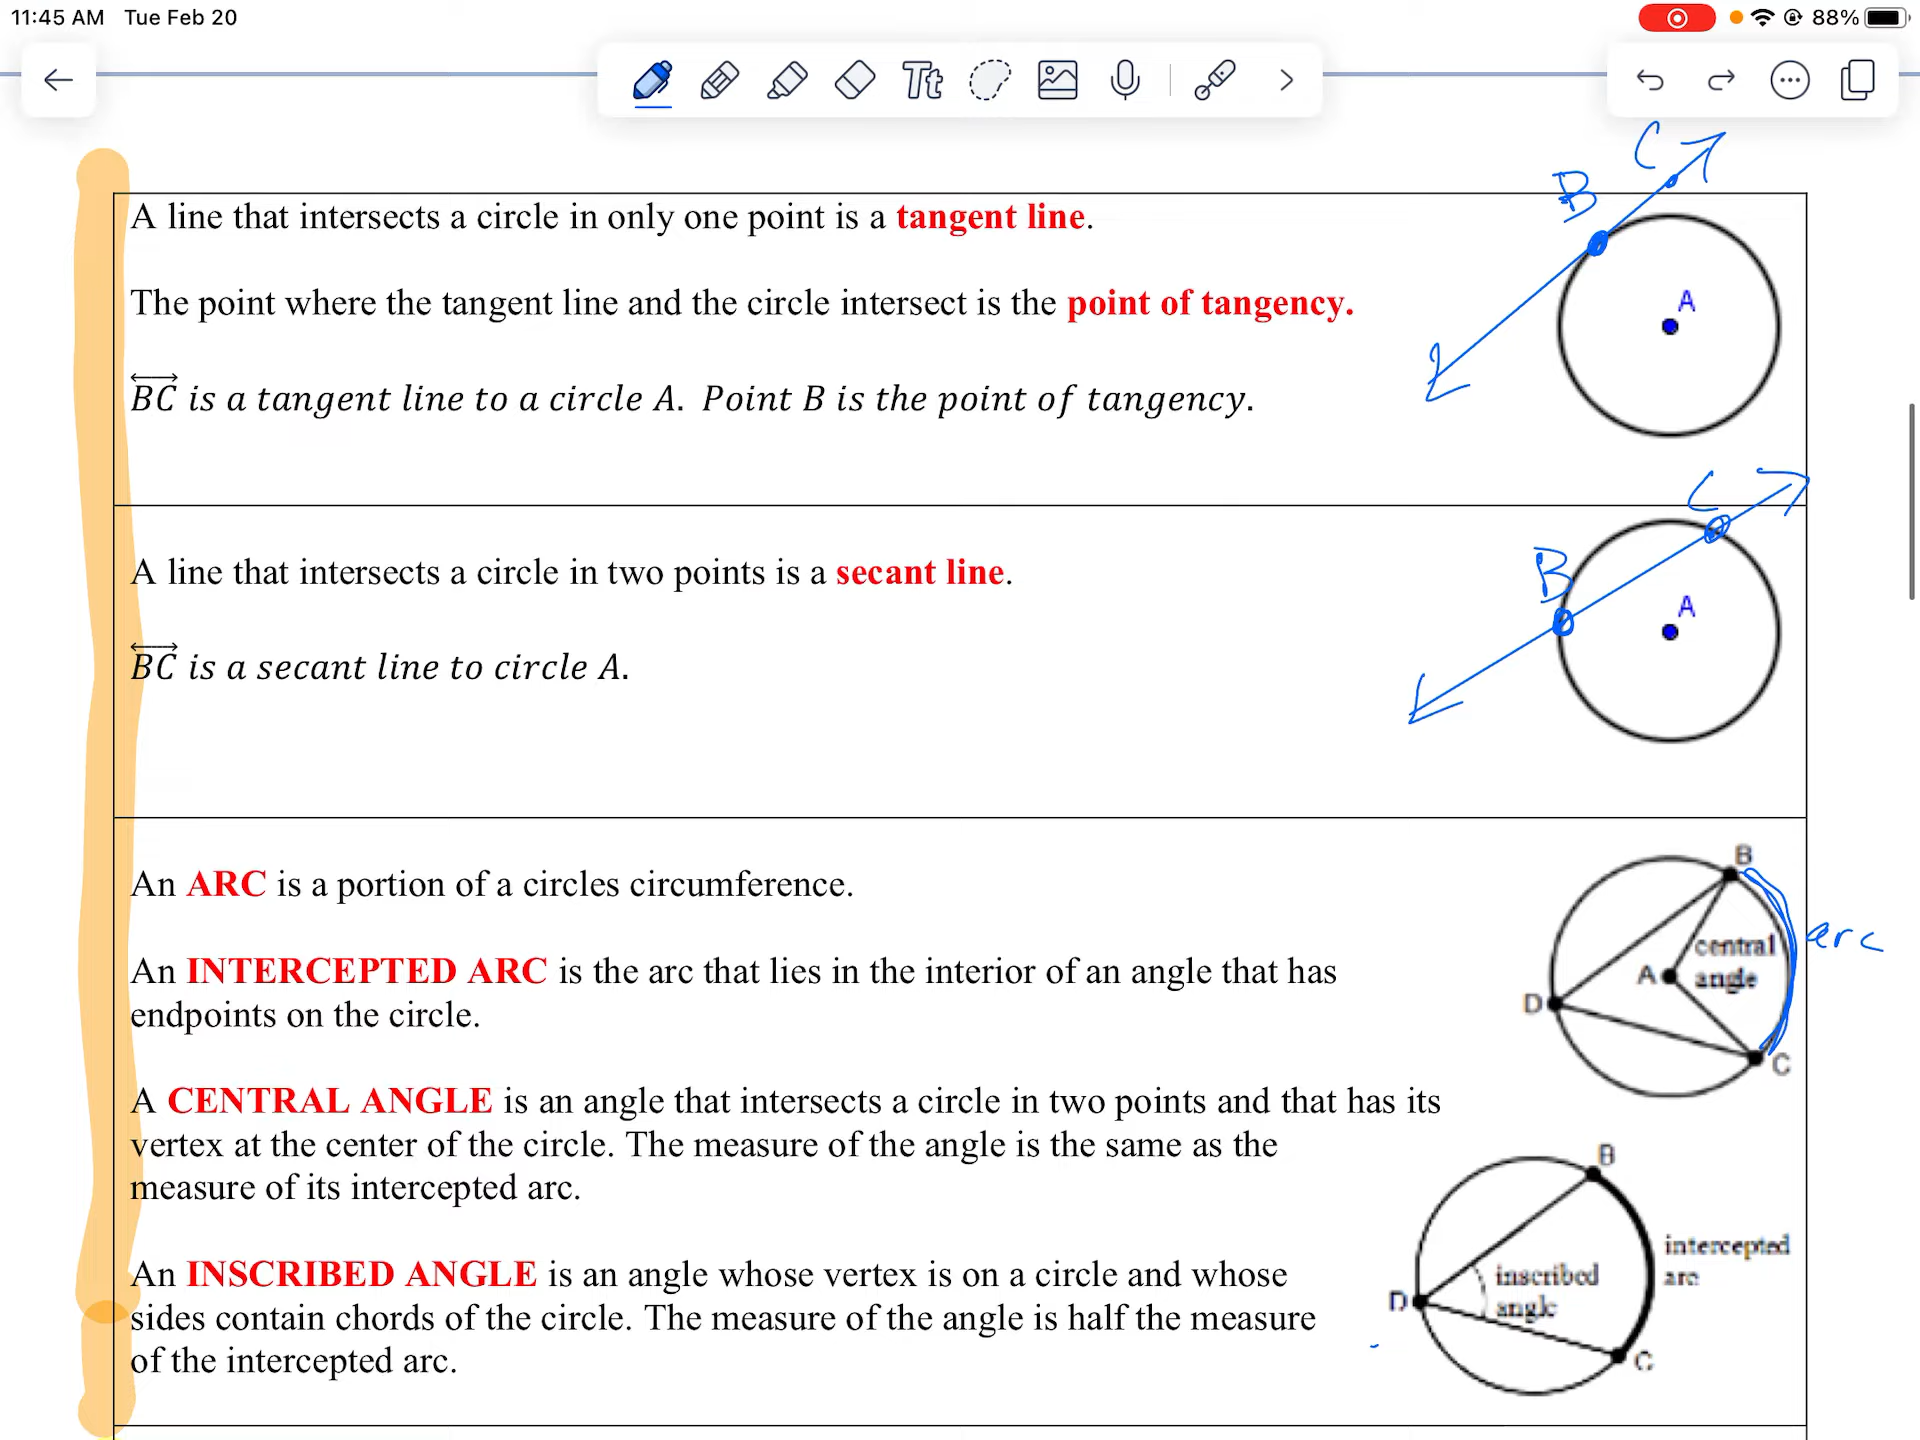 11:45 AM Tue Feb 20
88%
Tt
C
B
A line that intersects a circle in only one point is a tangent line.
A
The point where the tangent line and the circle intersect is the point of tangency.
BC is a tangent line to a circle A. Point B is the point of tangency.
C
A line that intersects a circle in two points is a secant line.
B
A
BC is a secant line to circle A.
B
An ARC is a portion of a circles circumference.
arc
central
angle
A
An INTERCEPTED ARC is the arc that lies in the interior of an angle that has
endpoints on the circle.
D
C
A CENTRAL ANGLE is an angle that intersects a circle in two points and that has its
vertex at the center of the circle. The measure of the angle is the same as the
measure of its intercepted arc.
B
intercepted
arc
An INSCRIBED ANGLE is an angle whose vertex is on a circle and whose
sides contain chords of the circle. The measure of the angle is half the measure
of the intercepted arc.
inscribed
angle
D
C